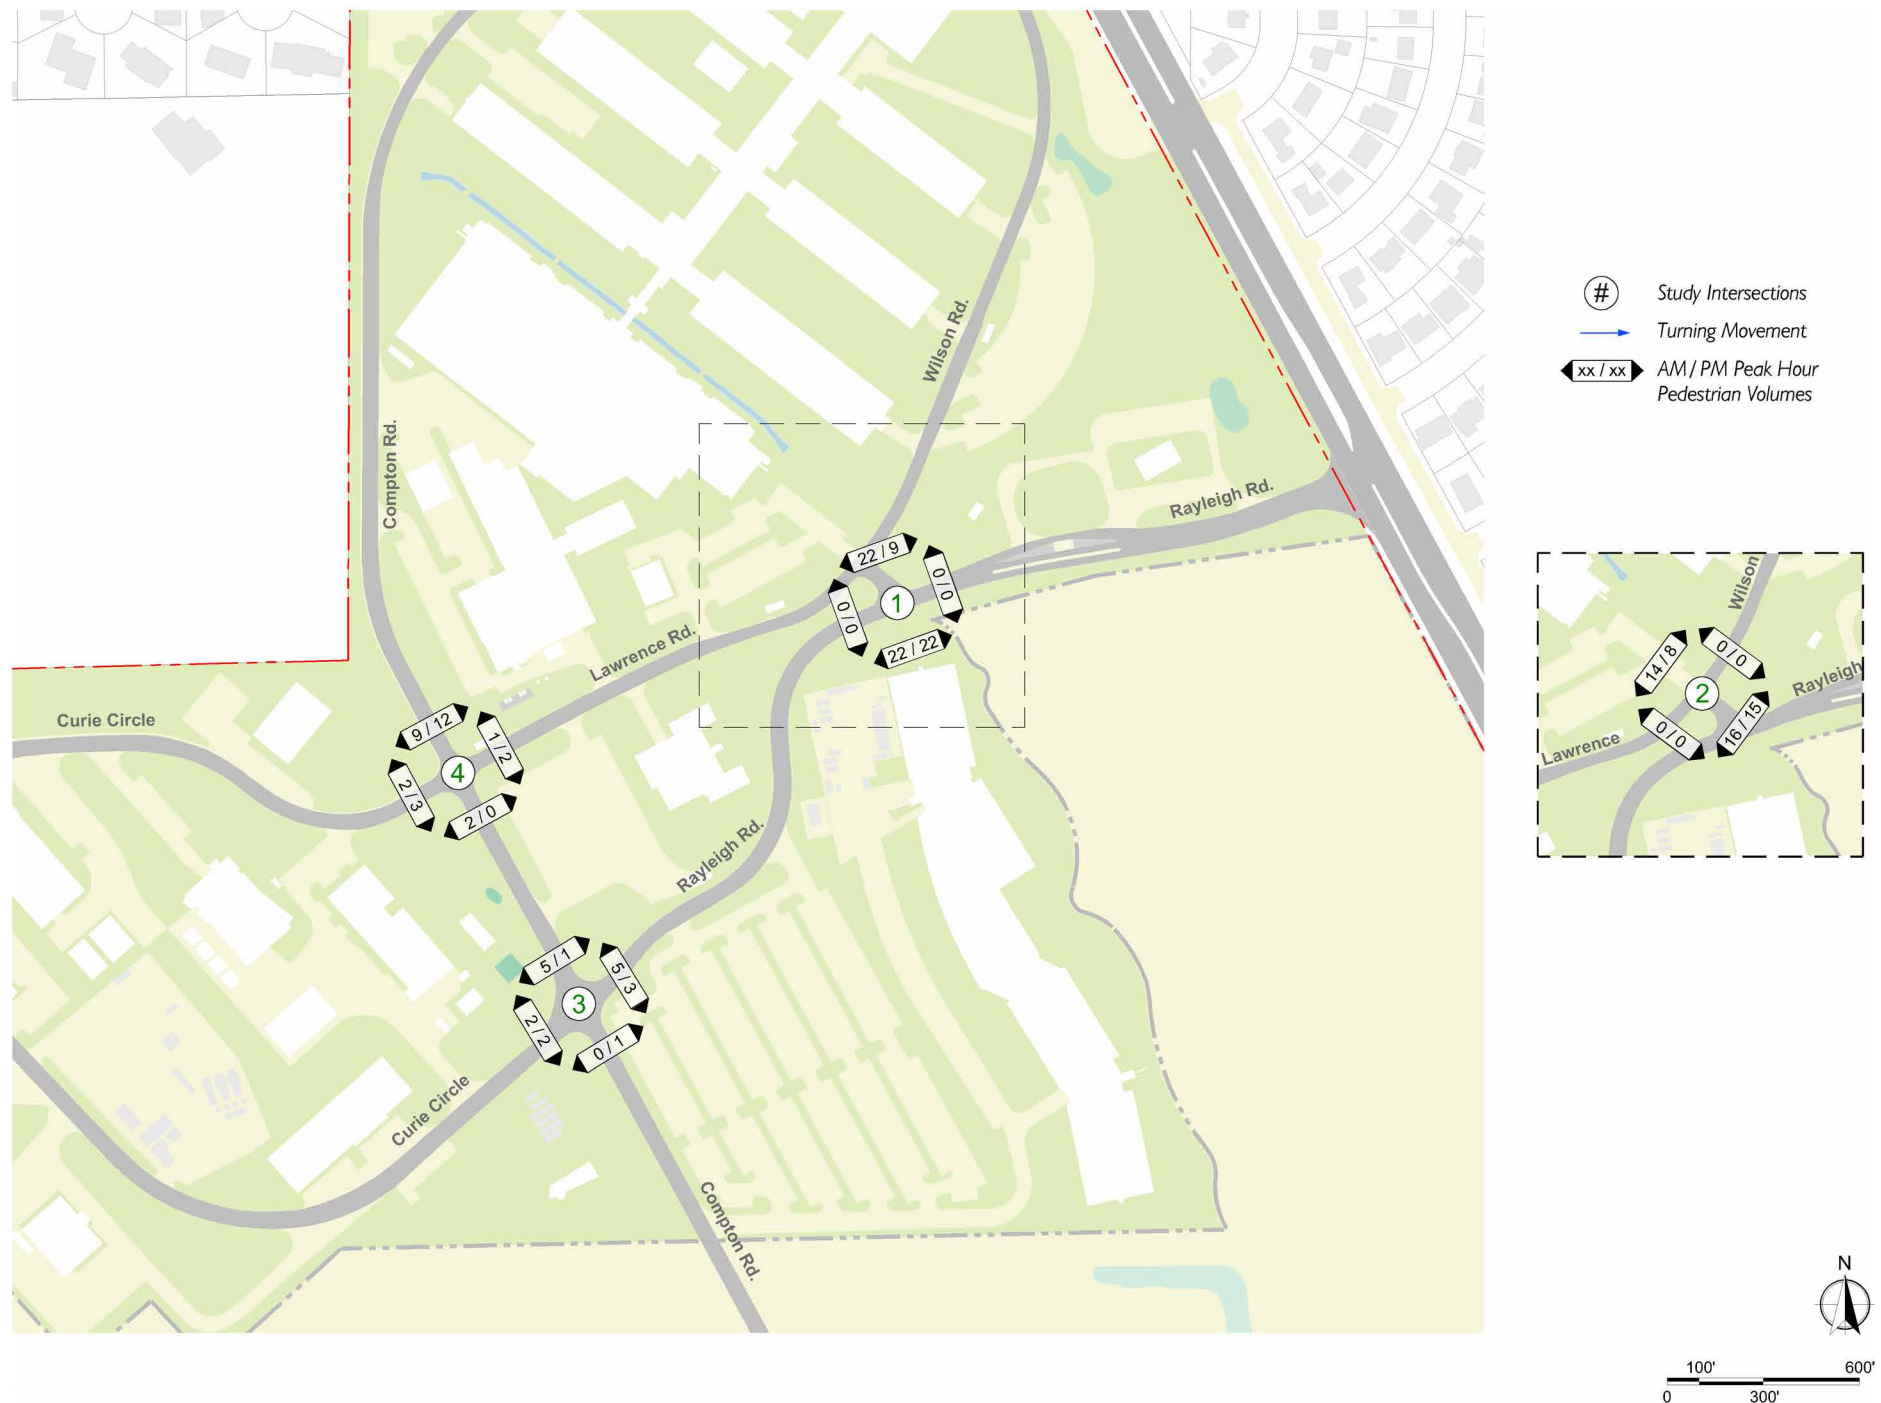 #
Study Intersections
Turning Movement
xx / xx
AM / PM Peak Hour
Pedestrian Volumes
Wilson Rd.
Compton Rd.
Rayleigh Rd.
22 / 9
0 / 0
1
0 / 0
22 / 22
Lawrence Rd.
Wilson
14 / 8
0 / 0
2
Rayleigh
0 / 0
16 / 15
Lawrence
Curie Circle
9 / 12
1 / 2
4
2 / 3
2 / 0
Rayleigh Rd.
5 / 1
5 / 3
3
2 / 2
0 / 1
Curie Circle
Compton Rd.
N
100'
600'
0
300'